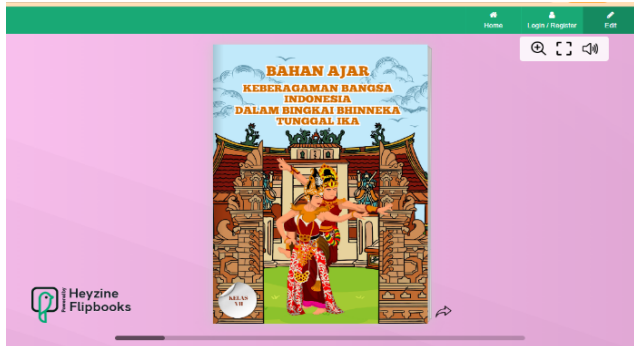 Home
Login / Register
Edit
BAHAN AJAR
KEBERAGAMAN BANGSA
INDONESIA
DALAM BINGKAI BHINNEKA
TUNGGAL IKA
KELAS
VII
Powered by
Heyzine
Flipbooks